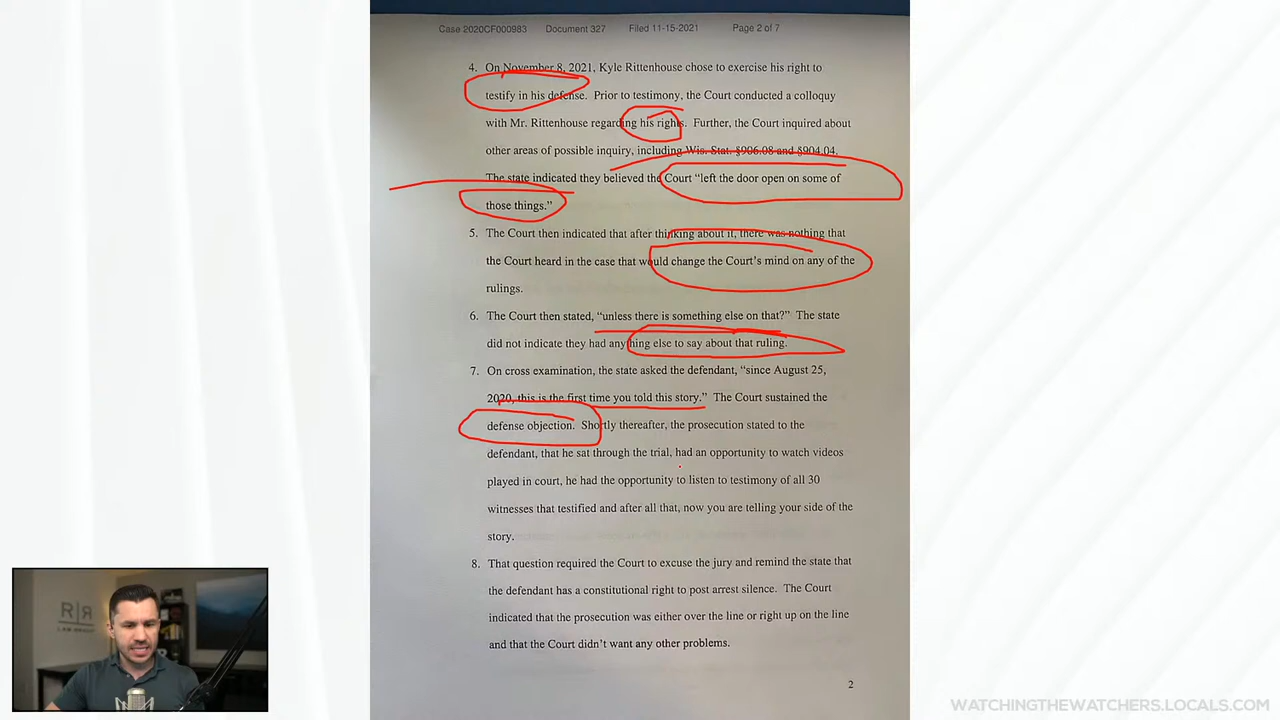 Case 2020CF000983 Document 327 Filed 11-15-2021 Page 2 of 7
4. On November 8, 2021, Kyle Rittenhouse chose to exercise his right to
testify in his defense. Prior to testimony, the Court conducted a colloquy
with Mr. Rittenhouse regarding his rights. Further, the Court inquired about
other areas of possible inquiry, including Wis. Stat. §906.08 and §904.04.
The state indicated they believed the Court “left the door open on some of
those things.”
5. The Court then indicated that after thinking about it, there was nothing that
the Court heard in the case that would change the Court’s mind on any of the
rulings.
6. The Court then stated, “unless there is something else on that?” The state
did not indicate they had anything else to say about that ruling.
7. On cross examination, the state asked the defendant, “since August 25,
2020, this is the first time you told this story.” The Court sustained the
defense objection. Shortly thereafter, the prosecution stated to the
defendant, that he sat through the trial, had an opportunity to watch videos
played in court, he had the opportunity to listen to testimony of all 30
witnesses that testified and after all that, now you are telling your side of the
story.
8. That question required the Court to excuse the jury and remind the state that
the defendant has a constitutional right to post arrest silence. The Court
indicated that the prosecution was either over the line or right up on the line
and that the Court didn’t want any other problems.
2
R|R
WATCHINGTHEWATCHERS.LOCALS.COM